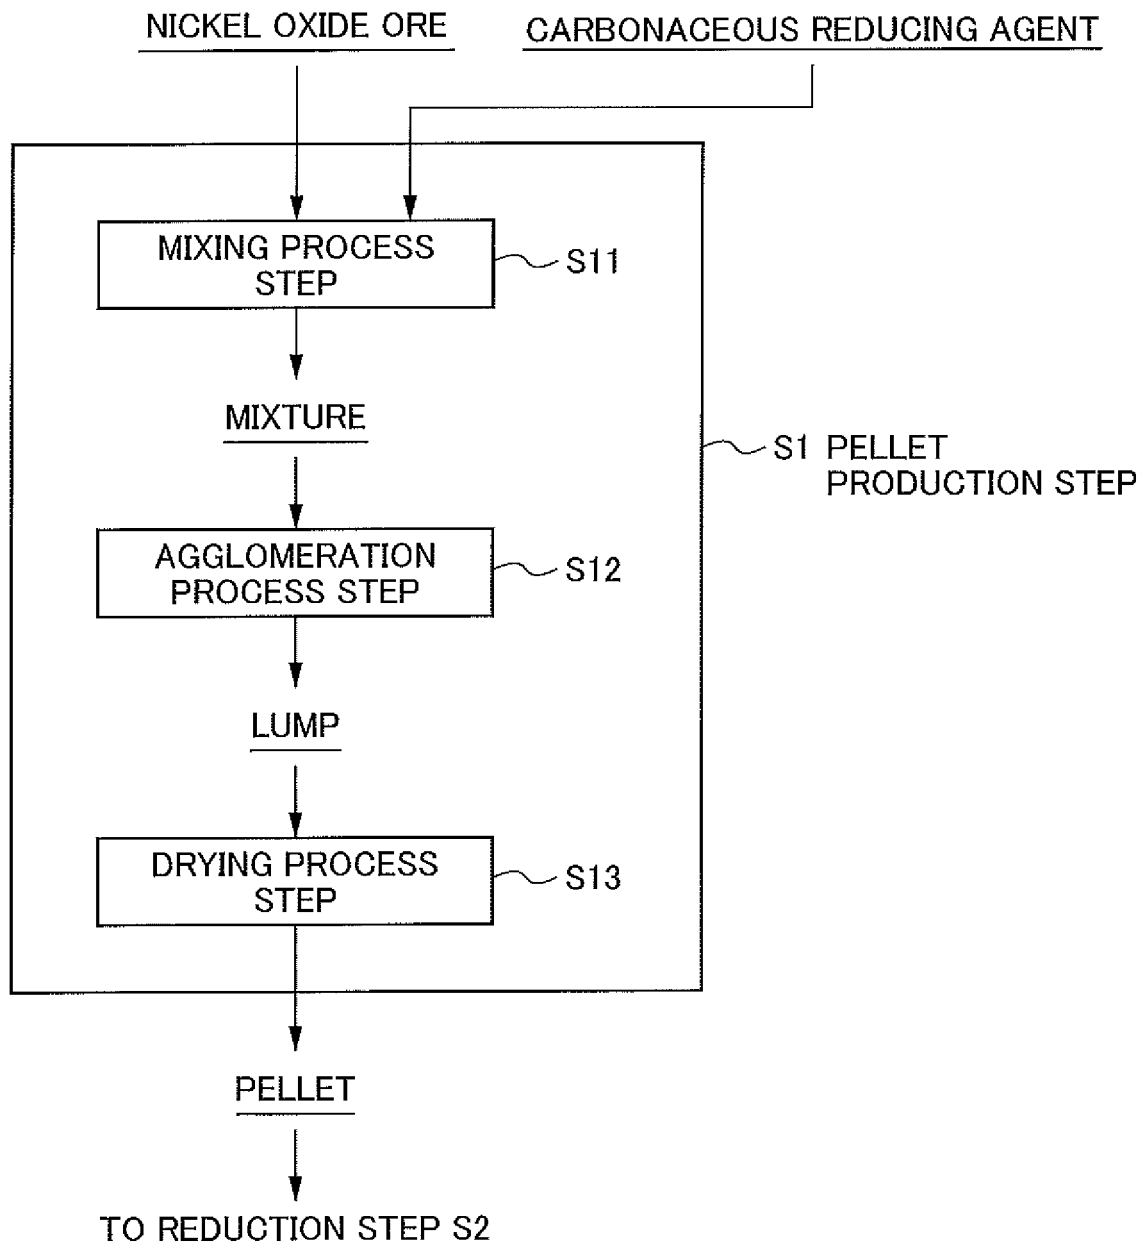 NICKEL OXIDE ORE
CARBONACEOUS REDUCING AGENT
MIXING PROCESS
STEP
S11
MIXTURE
S1 PELLET
PRODUCTION STEP
AGGLOMERATION
PROCESS STEP
S12
LUMP
DRYING PROCESS
STEP
S13
PELLET
TO REDUCTION STEP S2